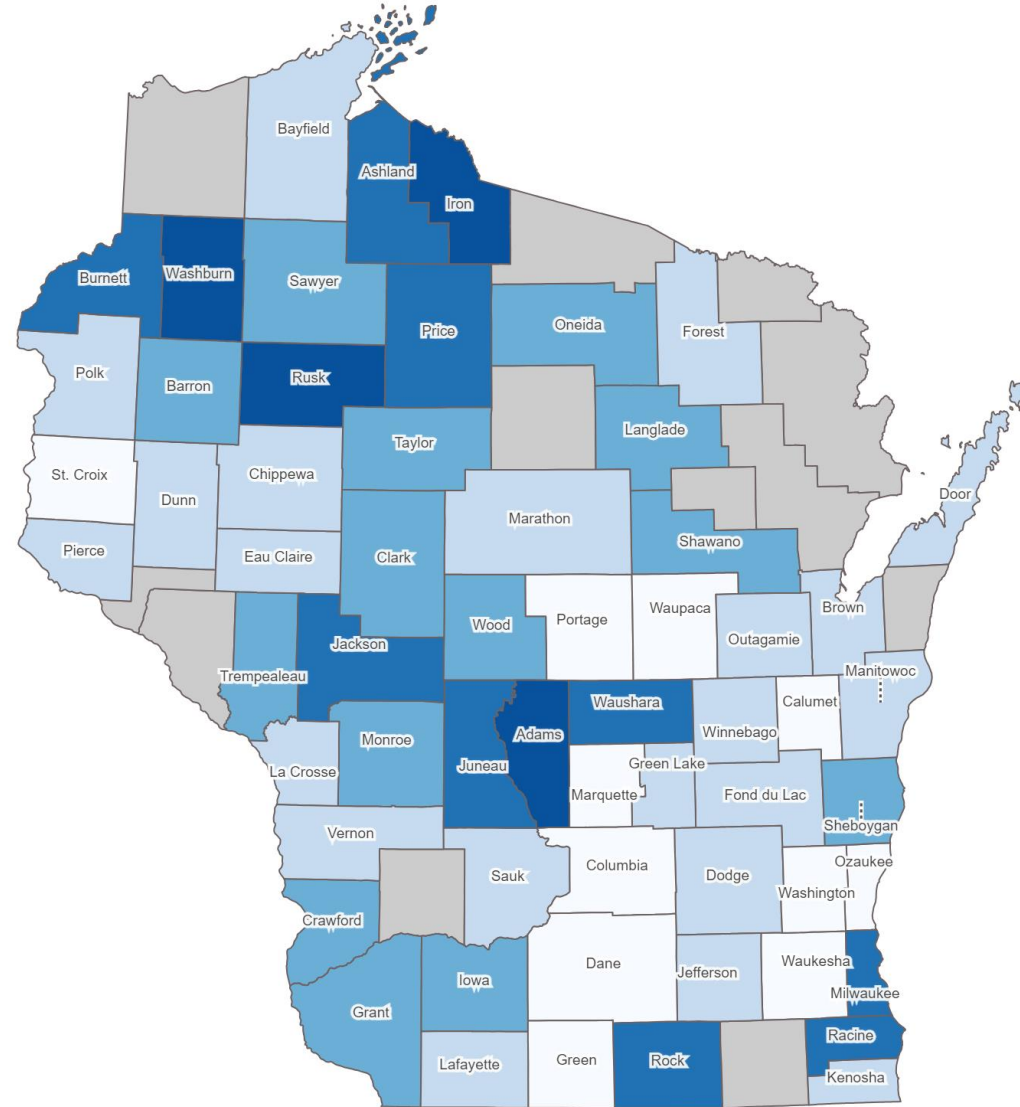 Bayfield
Ashland
Iron
Burnett
Washburn
Sawyer
Price
Oneida
Forest
Polk
Barron
Rusk
Taylor
Langlade
St. Croix
Dunn
Chippewa
Marathon
Door
Pierce
Eau Claire
Clark
Shawano
Wood
Portage
Waupaca
Outagamie
Brown
Trempealeau
Jackson
Manitowoc
Monroe
Juneau
Adams
Waushara
Winnebago
Calumet
La Crosse
Marquette
Green Lake
Fond du Lac
Sheboygan
Vernon
Sauk
Columbia
Dodge
Washington
Ozaukee
Crawford
Grant
Iowa
Dane
Jefferson
Waukesha
Milwaukee
Lafayette
Green
Rock
Racine
Kenosha